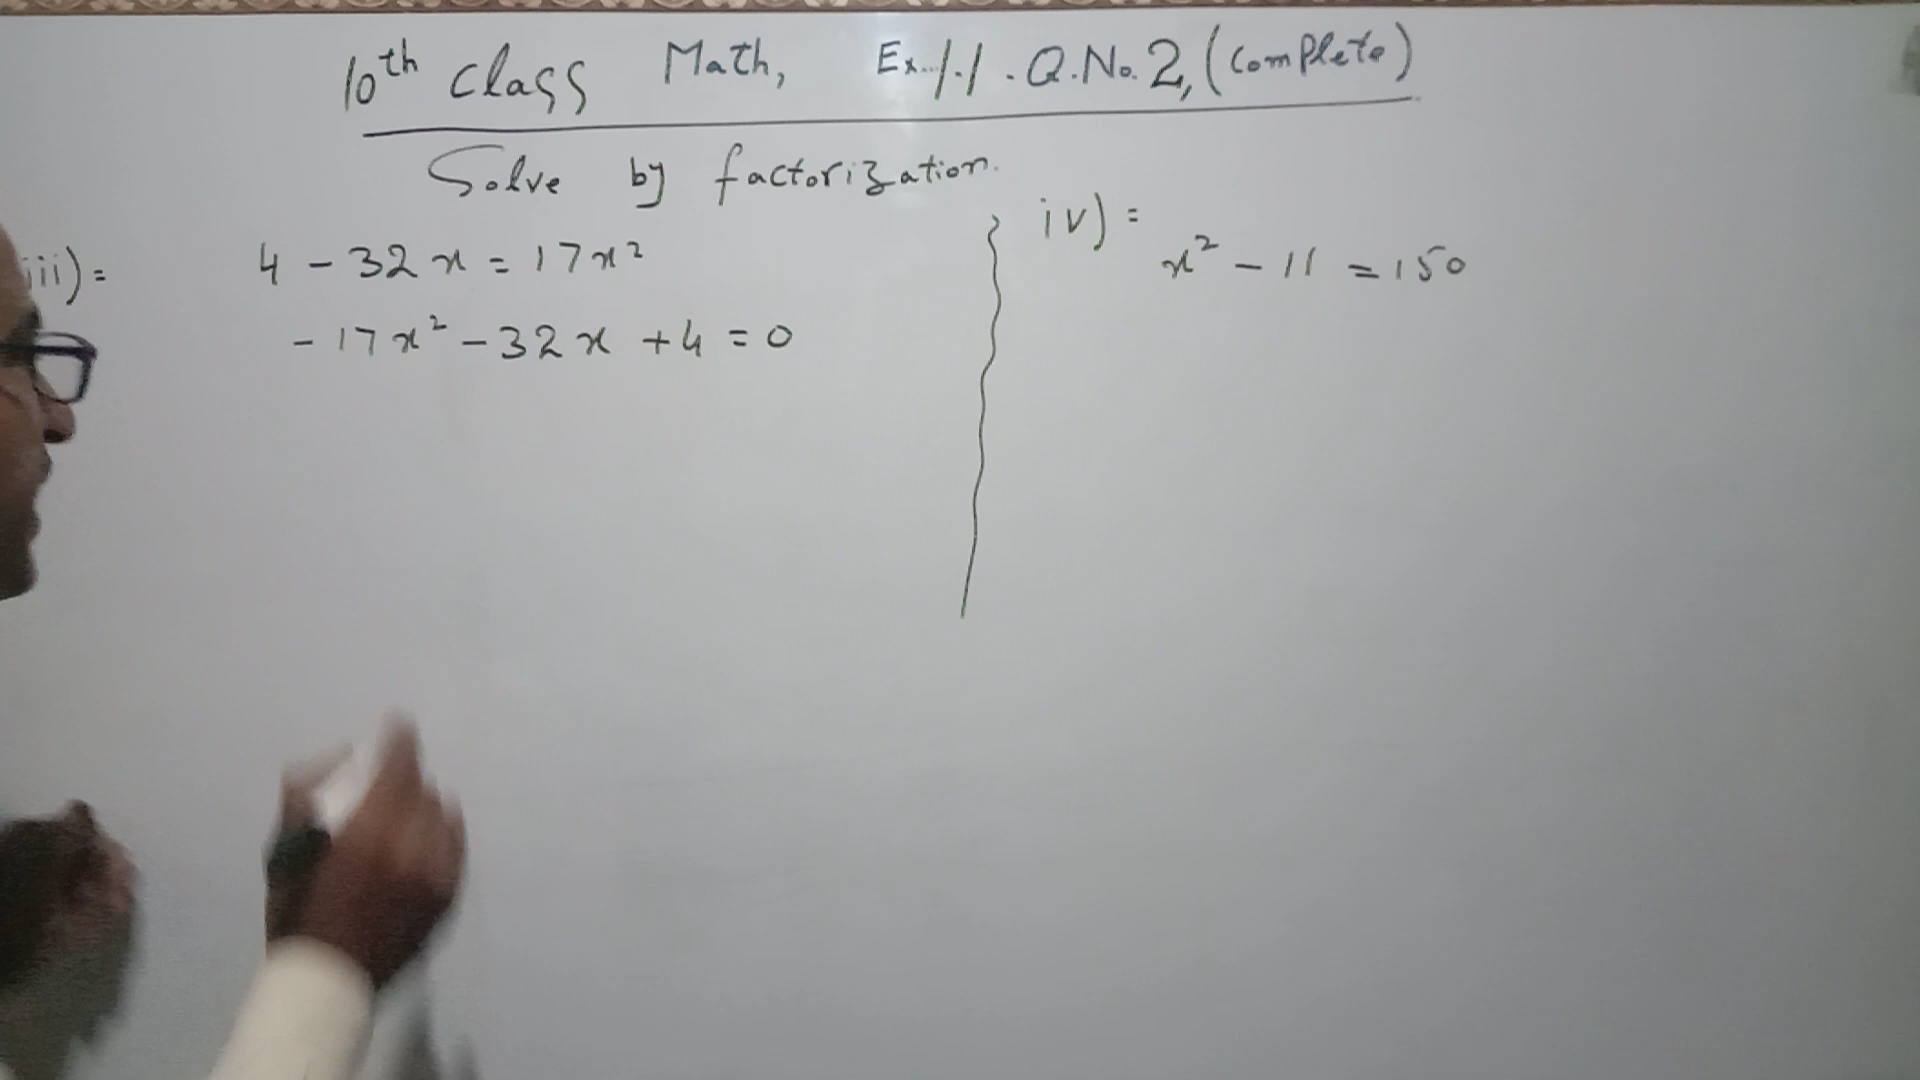 10th class Math, Ex. 1.1. Q.No. 2, (Complete)
Solve by factorization.
iii) =
4 - 32x = 17x²
-17x² - 32x + 4 = 0
iv) =
x² - 11 = 150